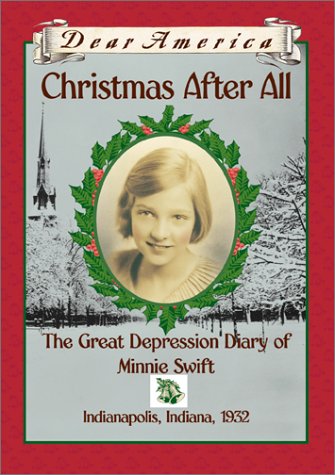 Dear America
Christmas After All
The Great Depression Diary of
Minnie Swift
Indianapolis, Indiana, 1932